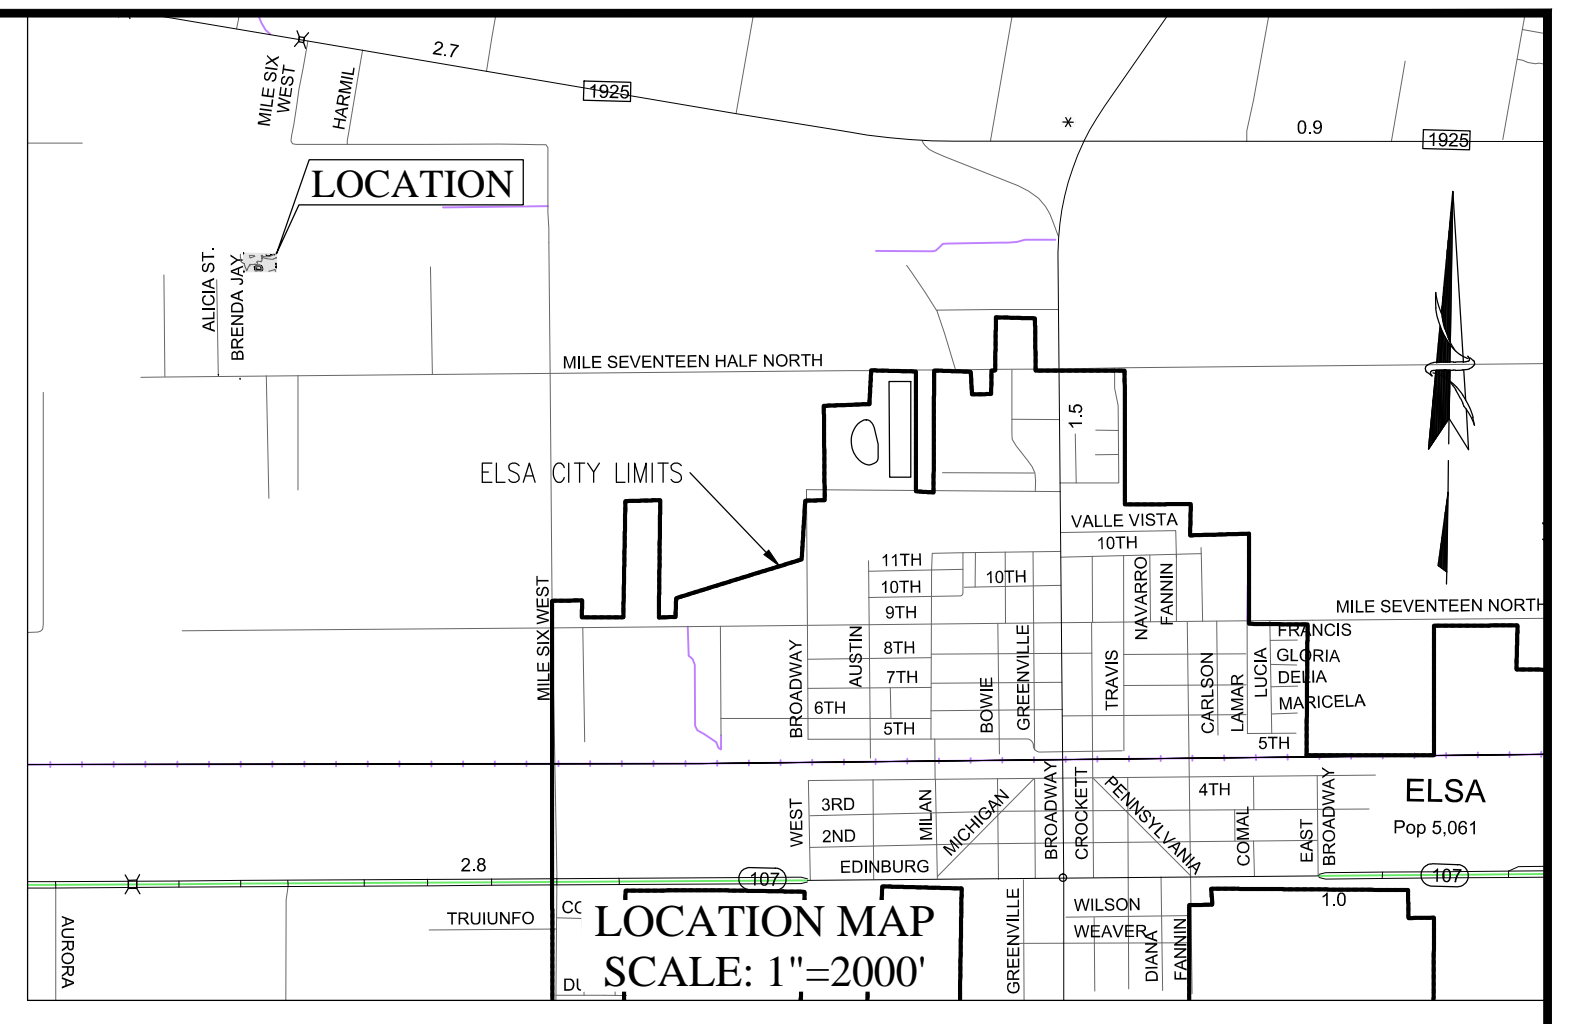 2.7
MILE SIX
WEST
HARMIL
1925
0.9
1925
LOCATION
ALICIA ST.
BRENDA JAY
MILE SEVENTEEN HALF NORTH
1.5
ELSA CITY LIMITS
VALLE VISTA
10TH
11TH
10TH
10TH
9TH
NAVARRO
FANNIN
MILE SIX WEST
MILE SEVENTEEN NORTH
FRANCIS
GLORIA
DELIA
MARICELA
8TH
7TH
6TH
5TH
5TH
BROADWAY
AUSTIN
BOWIE
GREENVILLE
TRAVIS
CARLSON
LAMAR
LUCIA
WEST
3RD
2ND
MILAN
MICHIGAN
BROADWAY
CROCKETT
PENNSYLVANIA
4TH
COMAL
EAST
BROADWAY
ELSA
Pop 5,061
EDINBURG
2.8
107
107
1.0
AURORA
TRUIUNFO
GREENVILLE
WILSON
WEAVER
DIANA
FANNIN
LOCATION MAP
SCALE: 1"=2000'